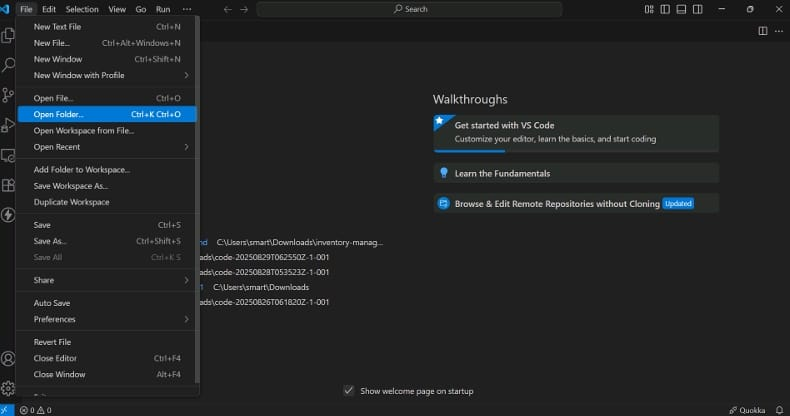 File Edit Selection View Go Run ··· Search
New Text File Ctrl+N
New File... Ctrl+Alt+Windows+N
New Window Ctrl+Shift+N
New Window with Profile
Open File... Ctrl+O
Open Folder... Ctrl+K Ctrl+O
Open Workspace from File...
Open Recent
Add Folder to Workspace...
Save Workspace As...
Duplicate Workspace
Save Ctrl+S
Save As... Ctrl+Shift+S
Save All Ctrl+K S
Share
Auto Save
Preferences
Revert File
Close Editor Ctrl+F4
Close Window Alt+F4
nd C:\Users\smart\Downloads\inventory-manag...
ads\code-20250829T062550Z-1-001
ads\code-20250828T053523Z-1-001
1 C:\Users\smart\Downloads
ads\code-20250826T061820Z-1-001
Walkthroughs
Get started with VS Code
Customize your editor, learn the basics, and start coding
Learn the Fundamentals
Browse & Edit Remote Repositories without Cloning Updated
Show welcome page on startup
0 0 Quokka